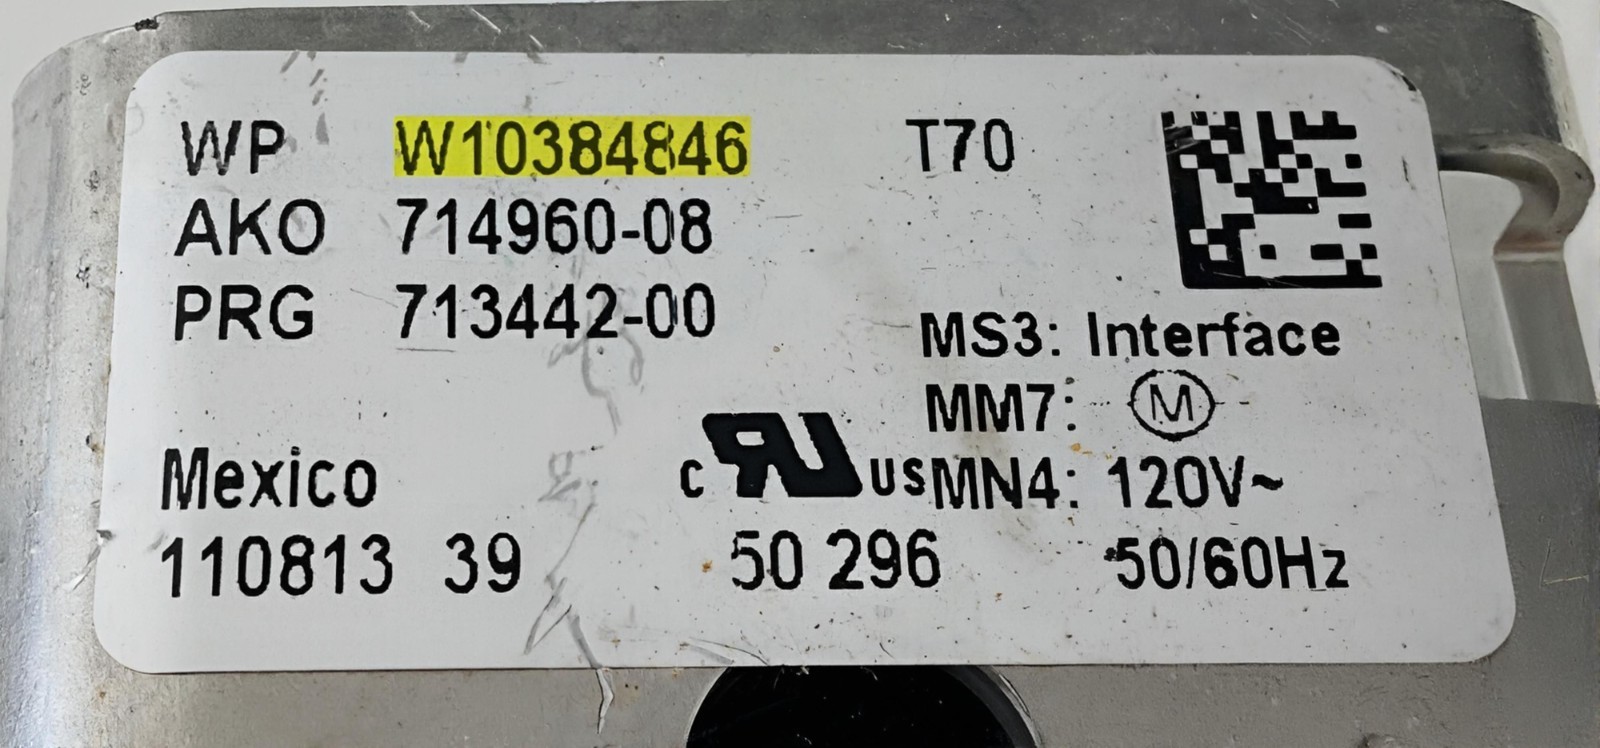 WP W10384846 T70
AKO 714960-08
PRG 713442-00
MS3: Interface
MM7: M
Mexico c UR US MN4: 120V~
110813 39 50 296 50/60Hz